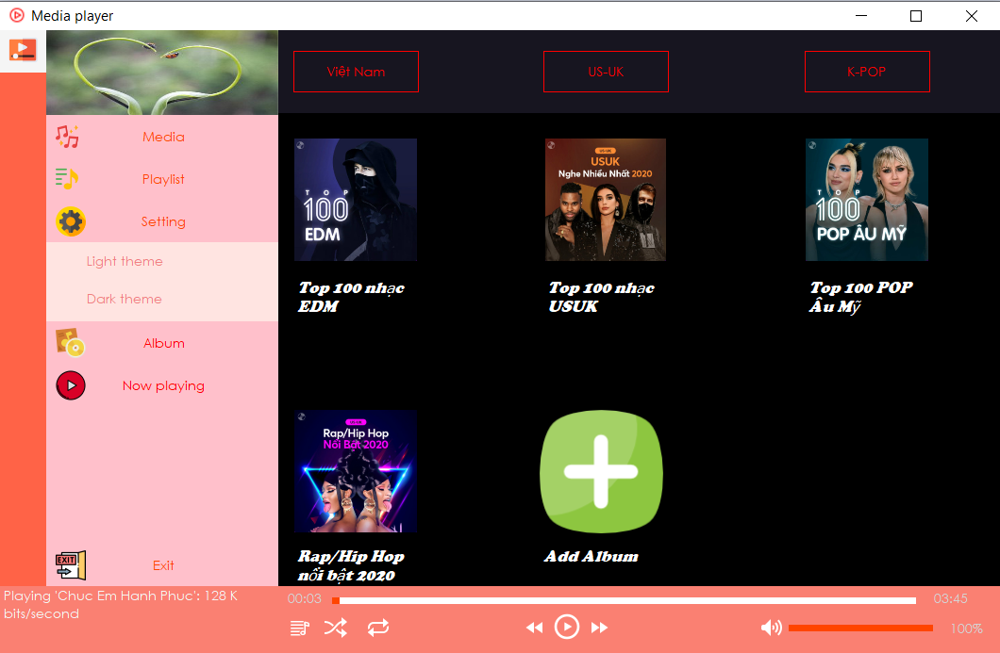 Media player
Việt Nam
US-UK
K-POP
Media
Playlist
Setting
Light theme
Dark theme
Album
Now playing
Exit
TOP
100
EDM
Top 100 nhạc
EDM
US-UK
USUK
Nghe Nhiều Nhất 2020
Top 100 nhạc
USUK
TOP
100
POP ÂU MỸ
Top 100 POP
Âu Mỹ
US-UK
Rap/Hip Hop
Nổi Bật 2020
Rap/Hip Hop
nổi bật 2020
Add Album
EXIT
Playing 'Chuc Em Hanh Phuc': 128 K
bits/second
00:03
03:45
100%